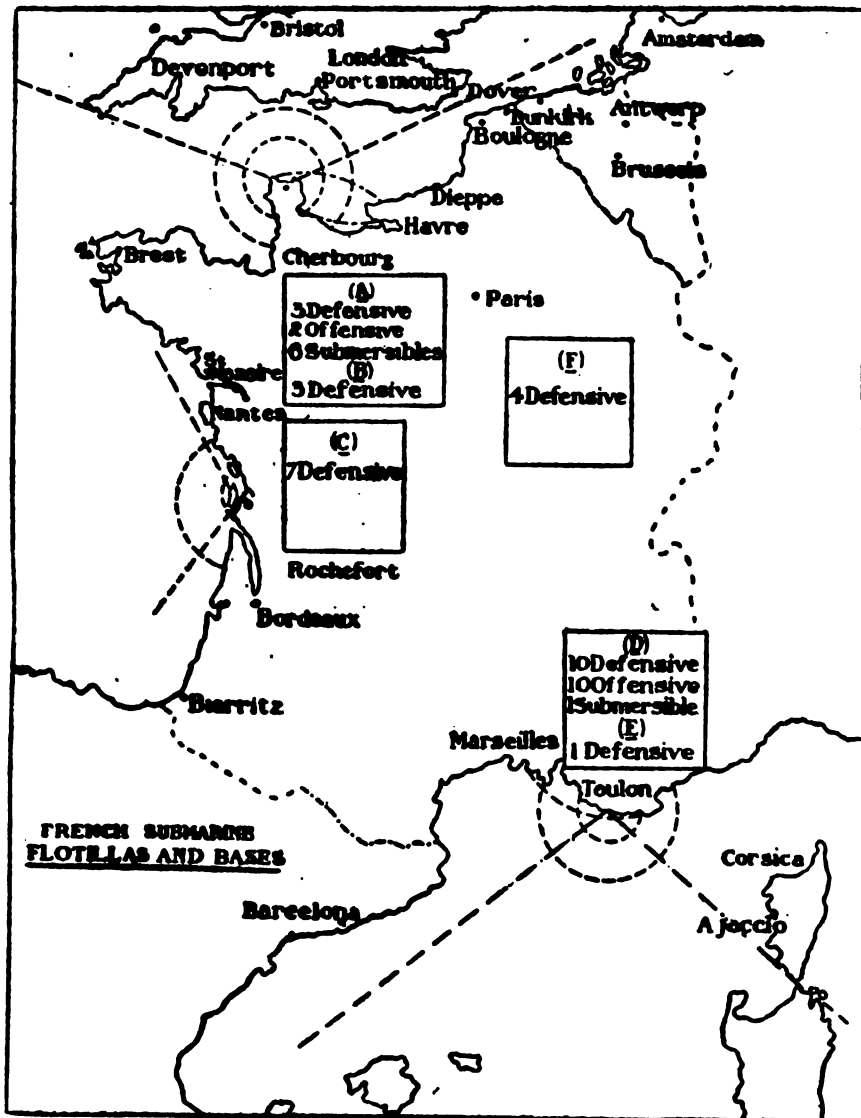 Bristol
Amsterdam
London
Devenport
Portsmouth
Dover
Dunkirk
Antwerp
Boulogne
Brussels
Dieppe
Havre
Brest
Cherbourg
Paris
(A)
3 Defensive
2 Offensive
6 Submersibles
(B)
3 Defensive
(F)
4 Defensive
St
Nazaire
Nantes
(C)
7 Defensive
Rochefort
Bordeaux
Biarritz
(D)
10 Defensive
10 Offensive
1 Submersible
(E)
1 Defensive
Marseilles
Toulon
FRENCH SUBMARINE
FLOTILLAS AND BASES
Corsica
Barcelona
Ajaccio